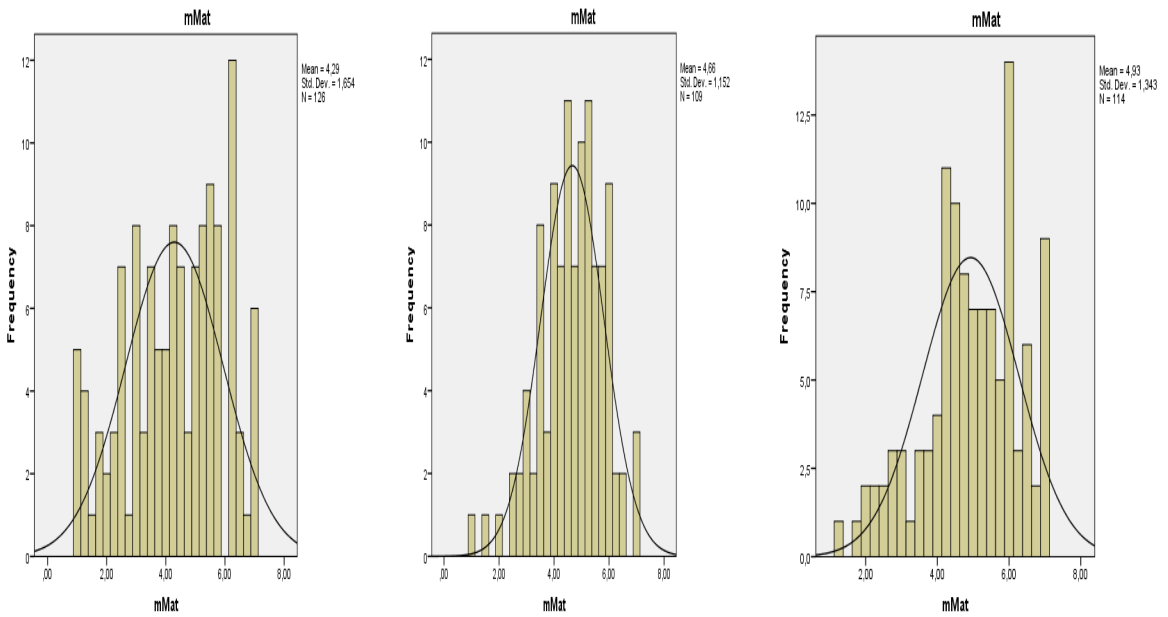 mMat
Mean = 4,29
Std. Dev. = 1,654
N = 126
12
10
8
6
4
2
0
Frequency
,00 2,00 4,00 6,00 8,00
mMat
mMat
Mean = 4,66
Std. Dev. = 1,152
N = 109
12
10
8
6
4
2
0
Frequency
,00 2,00 4,00 6,00 8,00
mMat
mMat
Mean = 4,93
Std. Dev. = 1,343
N = 114
12,5
10,0
7,5
5,0
2,5
0,0
Frequency
2,00 4,00 6,00 8,00
mMat